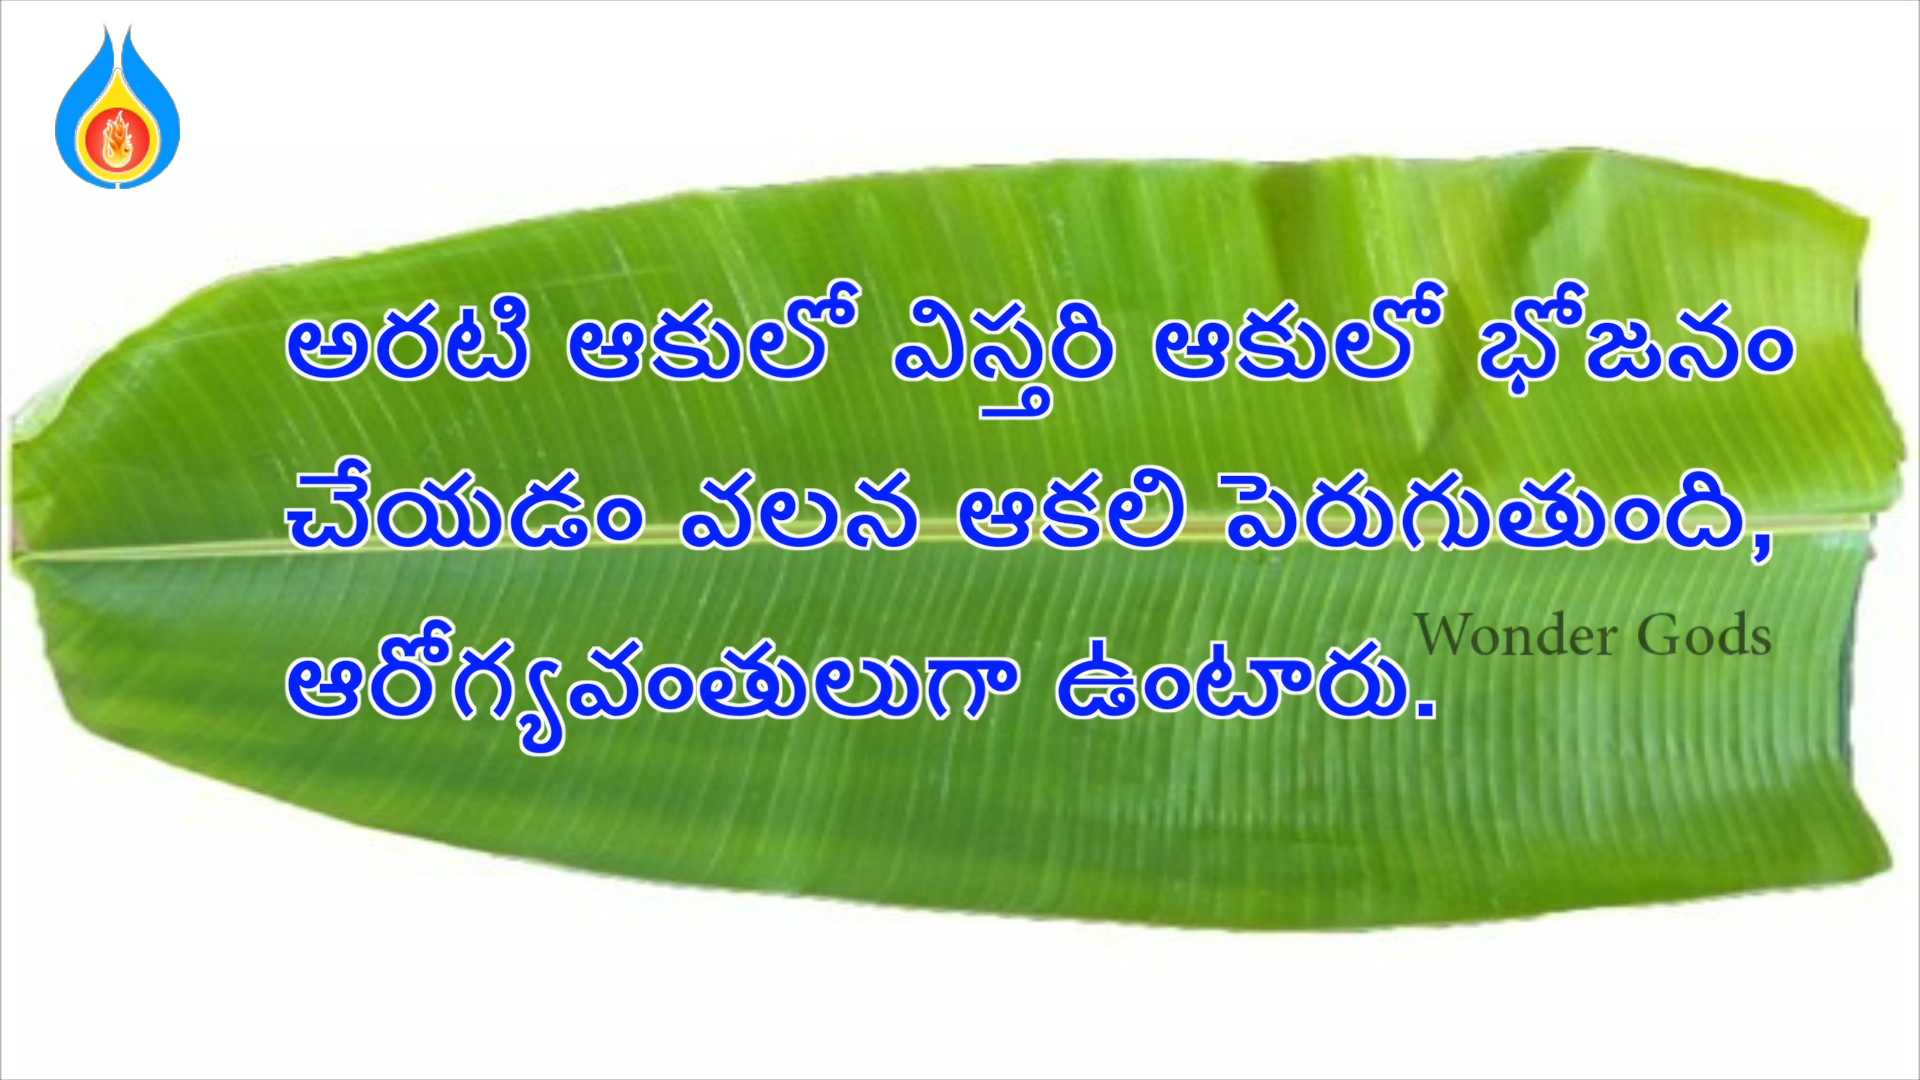 అరటి ఆకులో విస్తరి ఆకులో భోజనం
చేయడం వలన ఆకలి పెరుగుతుంది,
ఆరోగ్యవంతులుగా ఉంటారు.
Wonder Gods